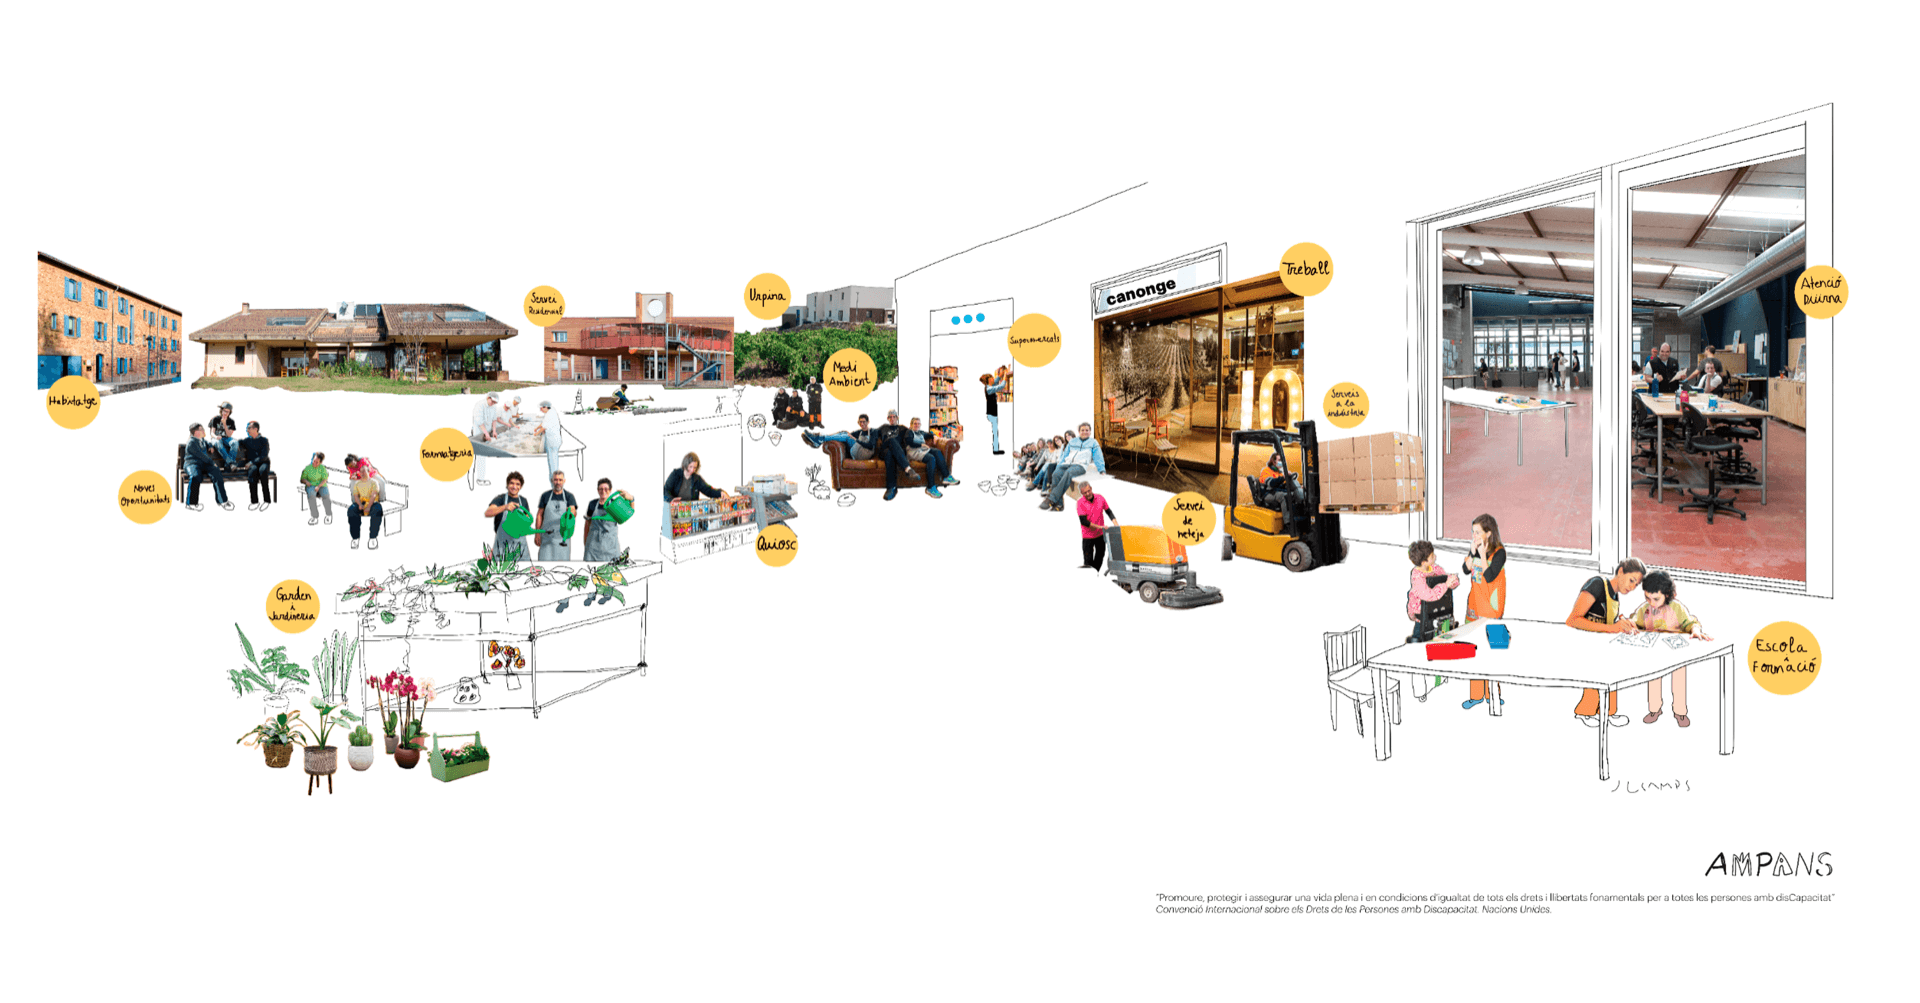 Habitatge
Noves
Oportunitats
Servei
Residencial
Formatgeria
Garden
i
Jardineria
Urpina
Medi
Ambient
Quiosc
Supermercats
canonge
Treball
Serveis
a la
indústria
Servei
de
neteja
Atenció
Diürna
Escola
i
Formació
AMPANS
"Promoure, protegir i assegurar una vida plena i en condicions d'igualtat de tots els drets i llibertats fonamentals per a totes les persones amb disCapacitat"
Convenció Internacional sobre els Drets de les Persones amb Discapacitat. Nacions Unides.